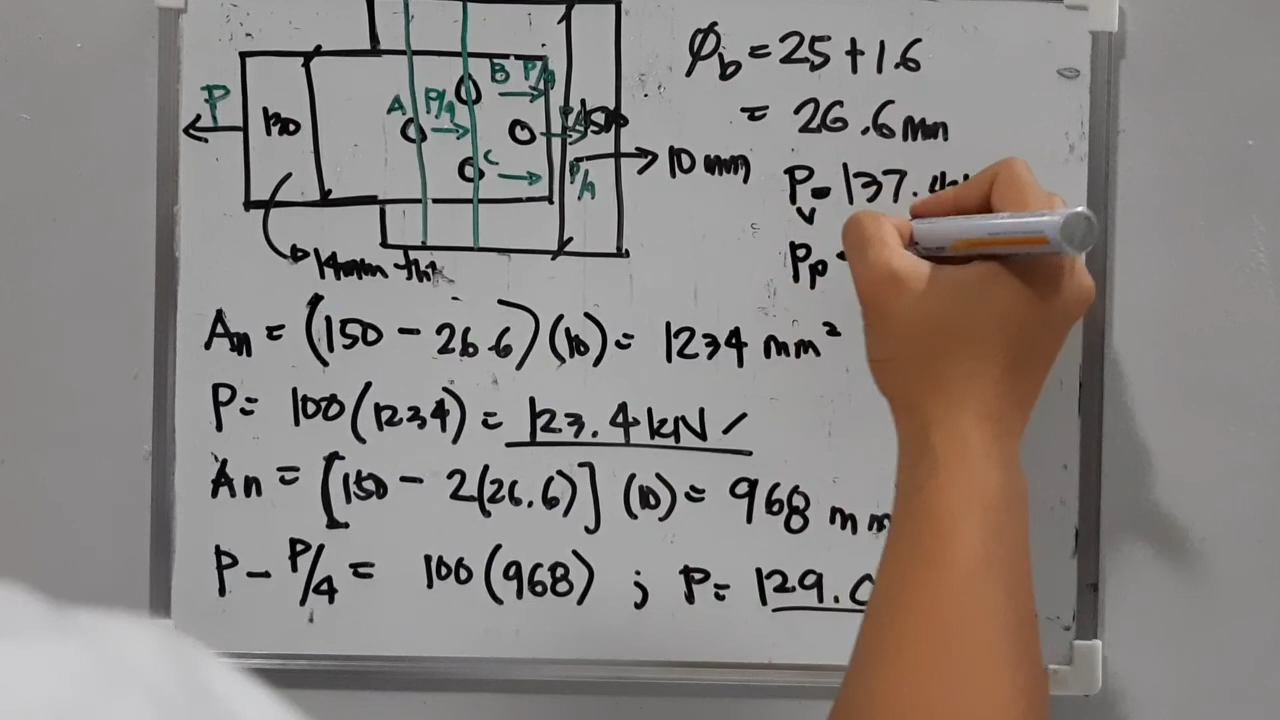 P
130
A
P/4
B
P/4
C
P/4
150
10 mm
14mm
ϕb = 25 + 1.6
= 26.6 mm
Pv = 137.4
Pp
An = (150 - 26.6)(10) = 1234 mm²
P = 100(1234) = 123.4 kN
An = [150 - 2(26.6)](10) = 968 mm
P - P/4 = 100(968) ; P = 129.0